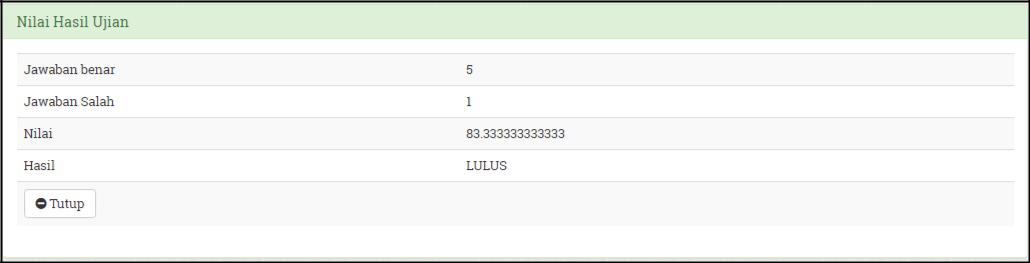 Nilai Hasil Ujian
Jawaban benar 5
Jawaban Salah 1
Nilai 83.333333333333
Hasil LULUS
Tutup